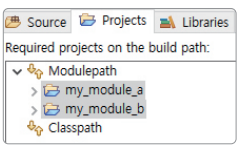 Source Projects Libraries
Required projects on the build path:
Modulepath
my_module_a
my_module_b
Classpath